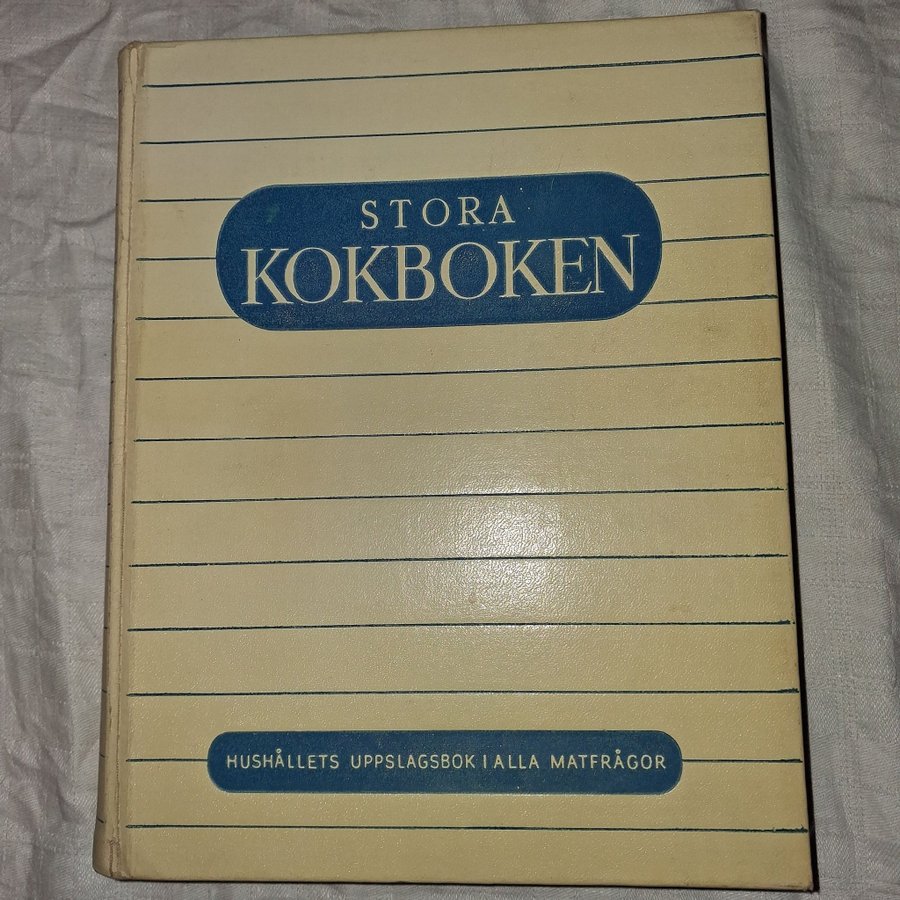 STORA
KOKBOKEN
HUSHÅLLETS UPPSLAGSBOK I ALLA MATFRÅGOR